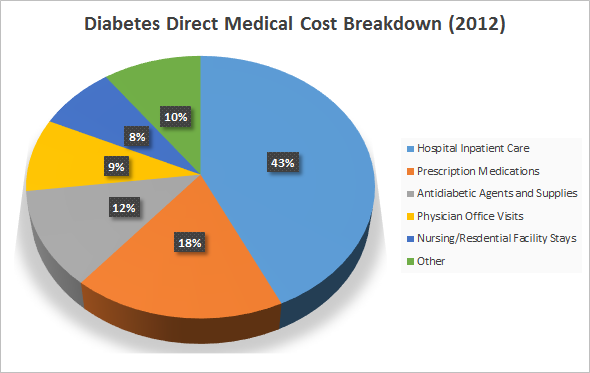 Diabetes Direct Medical Cost Breakdown (2012)
10%
8%
43%
9%
12%
18%
Hospital Inpatient Care
Prescription Medications
Antidiabetic Agents and Supplies
Physician Office Visits
Nursing/Resdential Facility Stays
Other